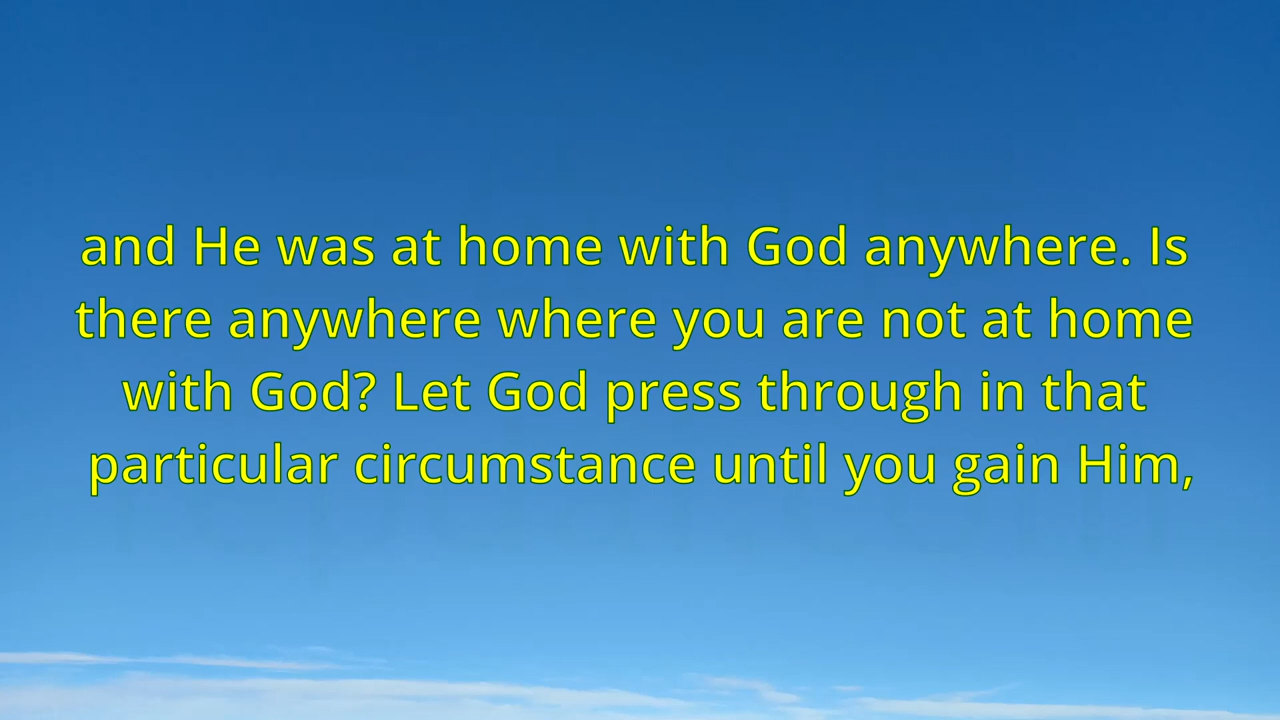 and He was at home with God anywhere. Is
there anywhere where you are not at home
with God? Let God press through in that
particular circumstance until you gain Him,